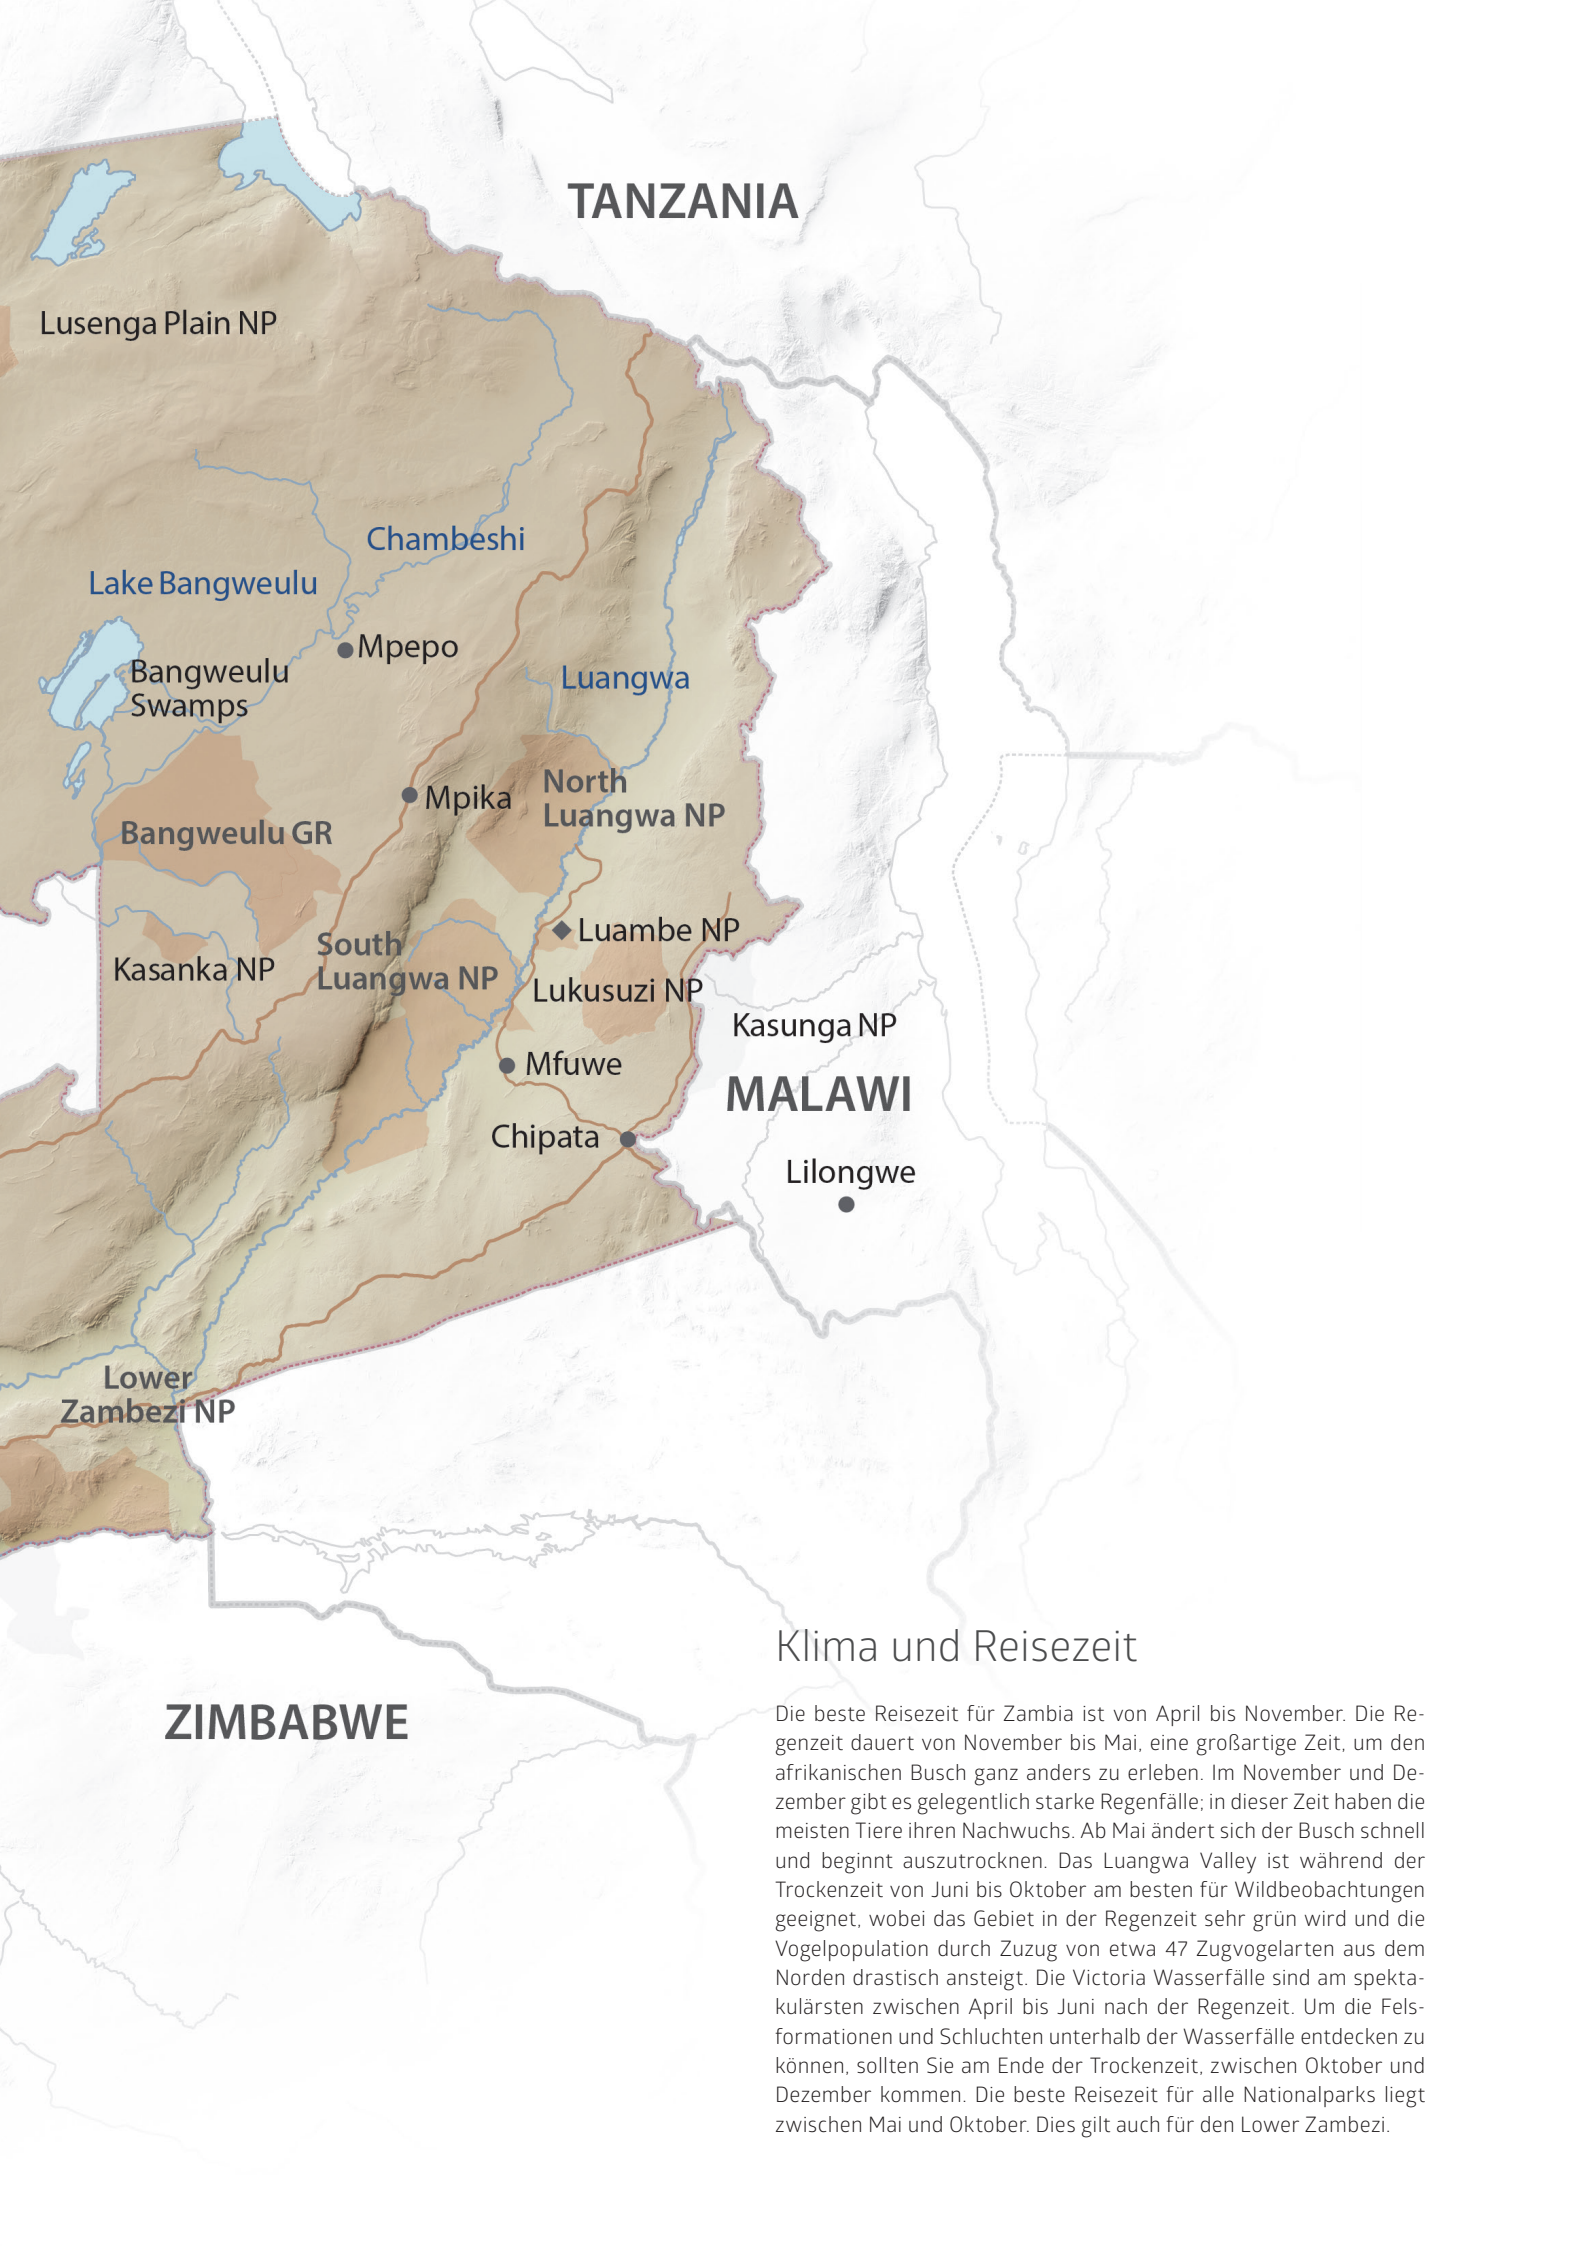 TANZANIA
Lusenga Plain NP
Chambeshi
Lake Bangweulu
Mpepo
Bangweulu
Swamps
Luangwa
North
Luangwa NP
Mpika
Bangweulu GR
Luambe NP
South
Luangwa NP
Kasanka NP
Lukusuzi NP
Kasunga NP
Mfuwe
MALAWI
Chipata
Lilongwe
Lower
Zambezi NP
ZIMBABWE
Klima und Reisezeit
Die beste Reisezeit für Zambia ist von April bis November. Die Re-
genzeit dauert von November bis Mai, eine großartige Zeit, um den
afrikanischen Busch ganz anders zu erleben. Im November und De-
zember gibt es gelegentlich starke Regenfälle; in dieser Zeit haben die
meisten Tiere ihren Nachwuchs. Ab Mai ändert sich der Busch schnell
und beginnt auszutrocknen. Das Luangwa Valley ist während der
Trockenzeit von Juni bis Oktober am besten für Wildbeobachtungen
geeignet, wobei das Gebiet in der Regenzeit sehr grün wird und die
Vogelpopulation durch Zuzug von etwa 47 Zugvogelarten aus dem
Norden drastisch ansteigt. Die Victoria Wasserfälle sind am spekta-
kulärsten zwischen April bis Juni nach der Regenzeit. Um die Fels-
formationen und Schluchten unterhalb der Wasserfälle entdecken zu
können, sollten Sie am Ende der Trockenzeit, zwischen Oktober und
Dezember kommen. Die beste Reisezeit für alle Nationalparks liegt
zwischen Mai und Oktober. Dies gilt auch für den Lower Zambezi.